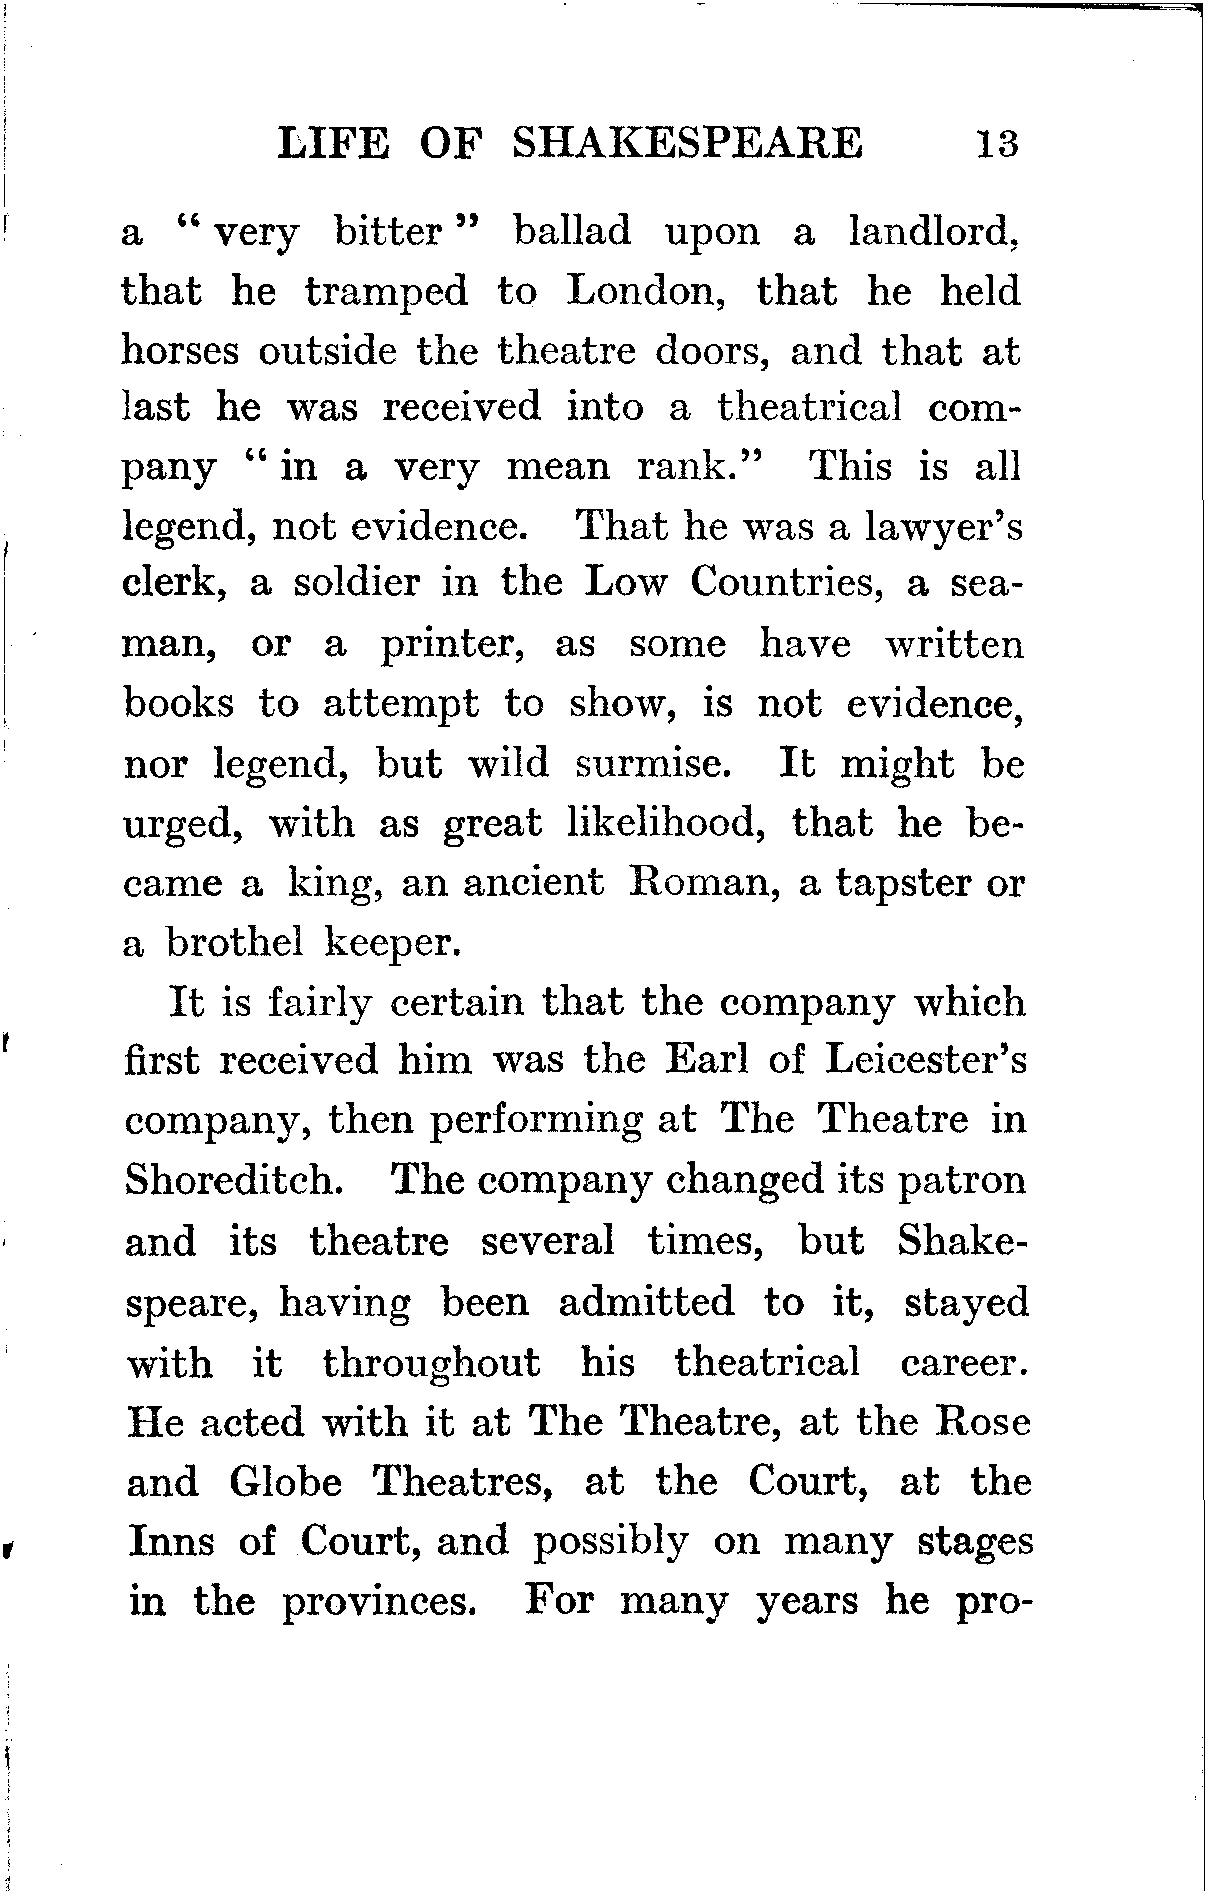 LIFE OF SHAKESPEARE 13
a " very bitter " ballad upon a landlord,
that he tramped to London, that he held
horses outside the theatre doors, and that at
last he was received into a theatrical com-
pany " in a very mean rank." This is all
legend, not evidence. That he was a lawyer's
clerk, a soldier in the Low Countries, a sea-
man, or a printer, as some have written
books to attempt to show, is not evidence,
nor legend, but wild surmise. It might be
urged, with as great likelihood, that he be-
came a king, an ancient Roman, a tapster or
a brothel keeper.
It is fairly certain that the company which
first received him was the Earl of Leicester's
company, then performing at The Theatre in
Shoreditch. The company changed its patron
and its theatre several times, but Shake-
speare, having been admitted to it, stayed
with it throughout his theatrical career.
He acted with it at The Theatre, at the Rose
and Globe Theatres, at the Court, at the
Inns of Court, and possibly on many stages
in the provinces. For many years he pro-